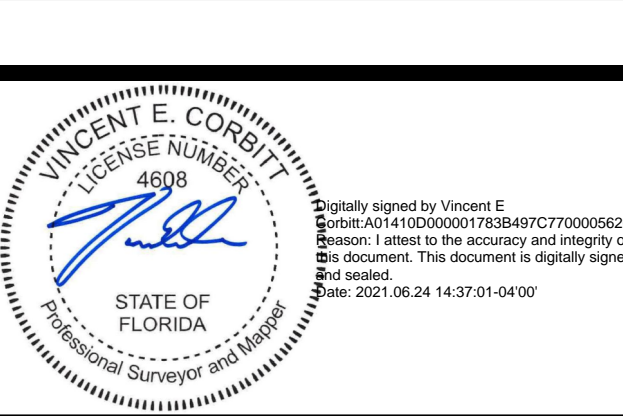 VINCENT E. CORBITT
LICENSE NUMBER
4608
STATE OF
FLORIDA
Professional Surveyor and Mapper
Digitally signed by Vincent E
Corbitt:A01410D000001783B497C770000562
Reason: I attest to the accuracy and integrity o
this document. This document is digitally signe
and sealed.
Date: 2021.06.24 14:37:01-04'00'